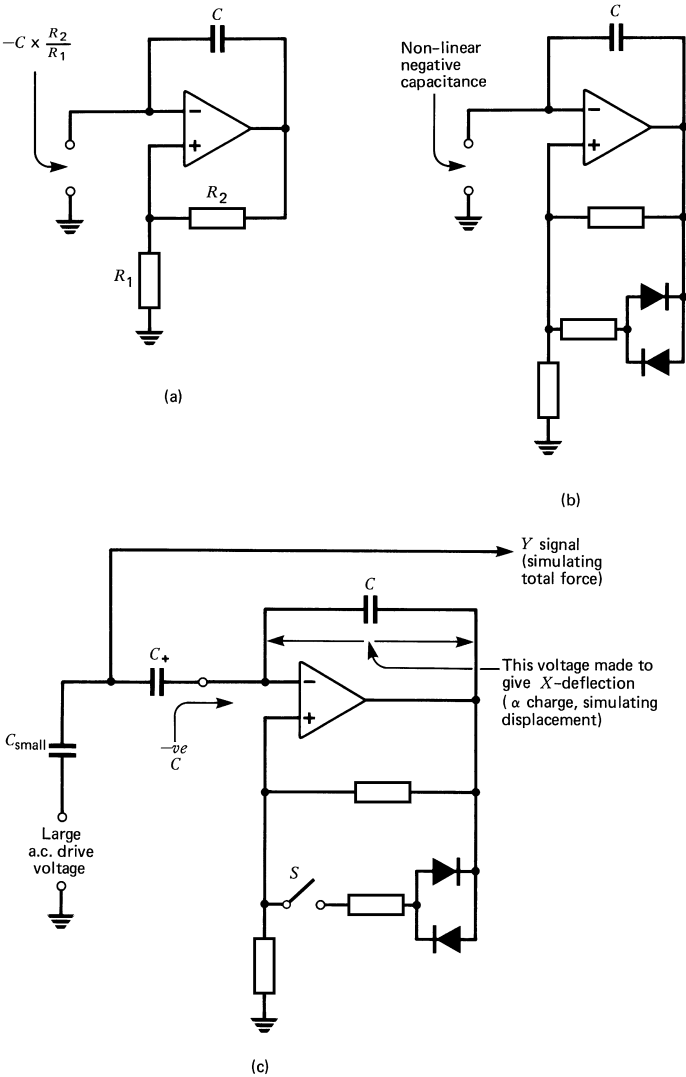 −C × R₂/R₁
C
−
+
R₂
R₁
(a)
Non-linear
negative
capacitance
C
−
+
(b)
Y signal
(simulating
total force)
C
C₊
−
+
This voltage made to
give X-deflection
( α charge, simulating
displacement)
−ve
C
Csmall
Large
a.c. drive
voltage
S
(c)